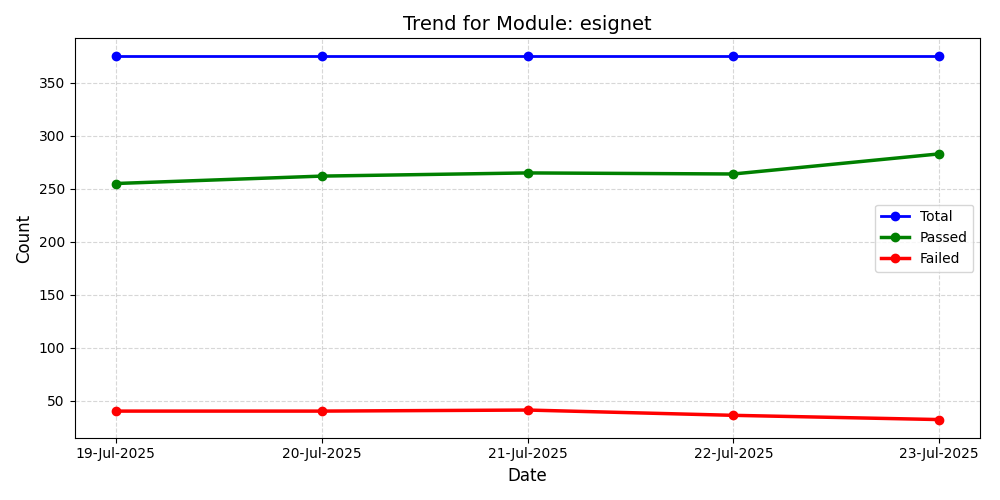 Trend for Module: esignet
Count
350
300
250
200
150
100
50
Total
Passed
Failed
19-Jul-2025 20-Jul-2025 21-Jul-2025 22-Jul-2025 23-Jul-2025
Date